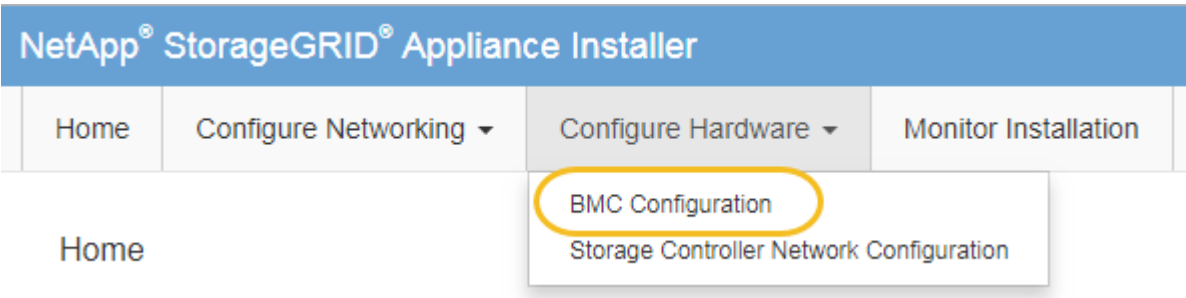 NetApp® StorageGRID® Appliance Installer
Home Configure Networking Configure Hardware Monitor Installation
BMC Configuration
Home
Storage Controller Network Configuration